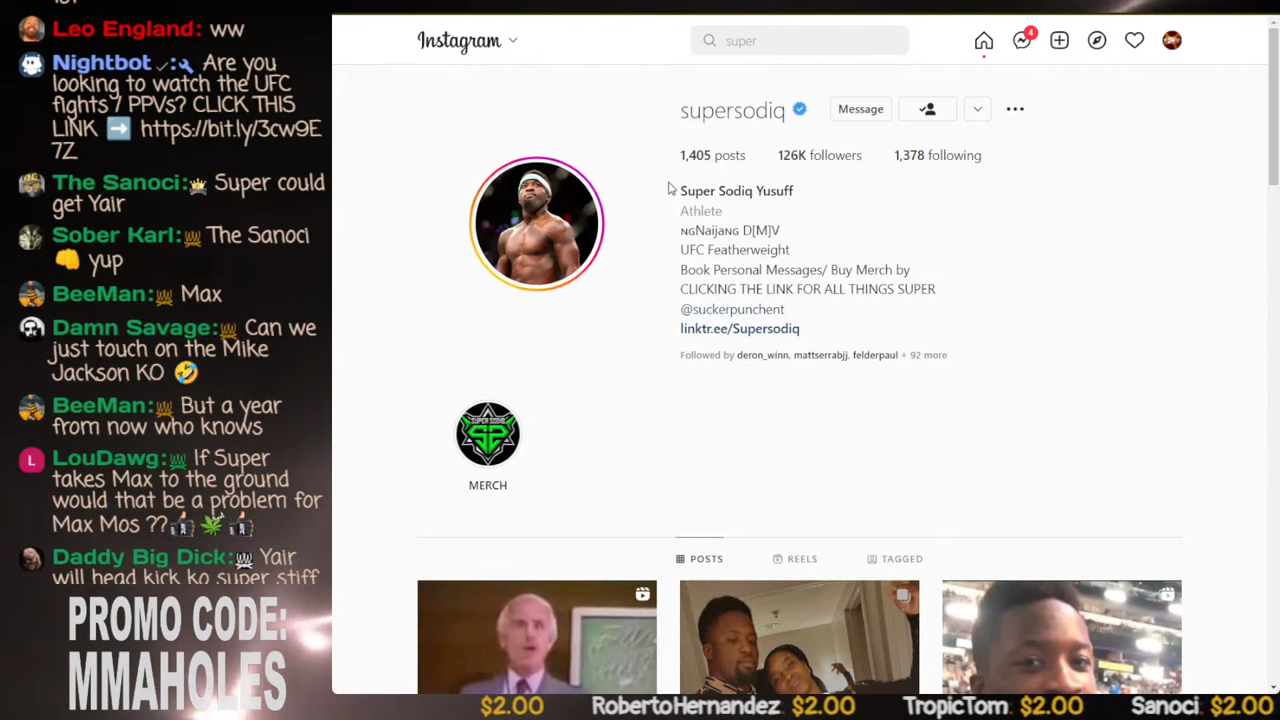 Leo England: ww
Nightbot: Are you
looking to watch the UFC
fights / PPVs? CLICK THIS
LINK ➡️ https://bit.ly/3cw9E
7Z
The Sanoci: Super could
get Yair
Sober Karl: The Sanoci
👊 yup
BeeMan: Max
Damn Savage: Can we
just touch on the Mike
Jackson KO 🤣
BeeMan: But a year
from now who knows
L LouDawg: If Super
takes Max to the ground
would that be a problem for
Max Mos ??
Daddy Big Dick: Yair
will head kick ko super stiff
PROMO CODE:
MMAHOLES
Instagram
super
4
supersodiq
Message
1,405 posts 126K followers 1,378 following
Super Sodiq Yusuff
Athlete
ɴɢNaijaɴɢ D[M]V
UFC Featherweight
Book Personal Messages/ Buy Merch by
CLICKING THE LINK FOR ALL THINGS SUPER
@suckerpunchent
linktr.ee/Supersodiq
Followed by deron_winn, mattserrabjj, felderpaul + 92 more
SUPER SODIQ
MERCH
POSTS REELS TAGGED
$2.00 RobertoHernandez $2.00 TropicTom $2.00 Sanoci $2.00